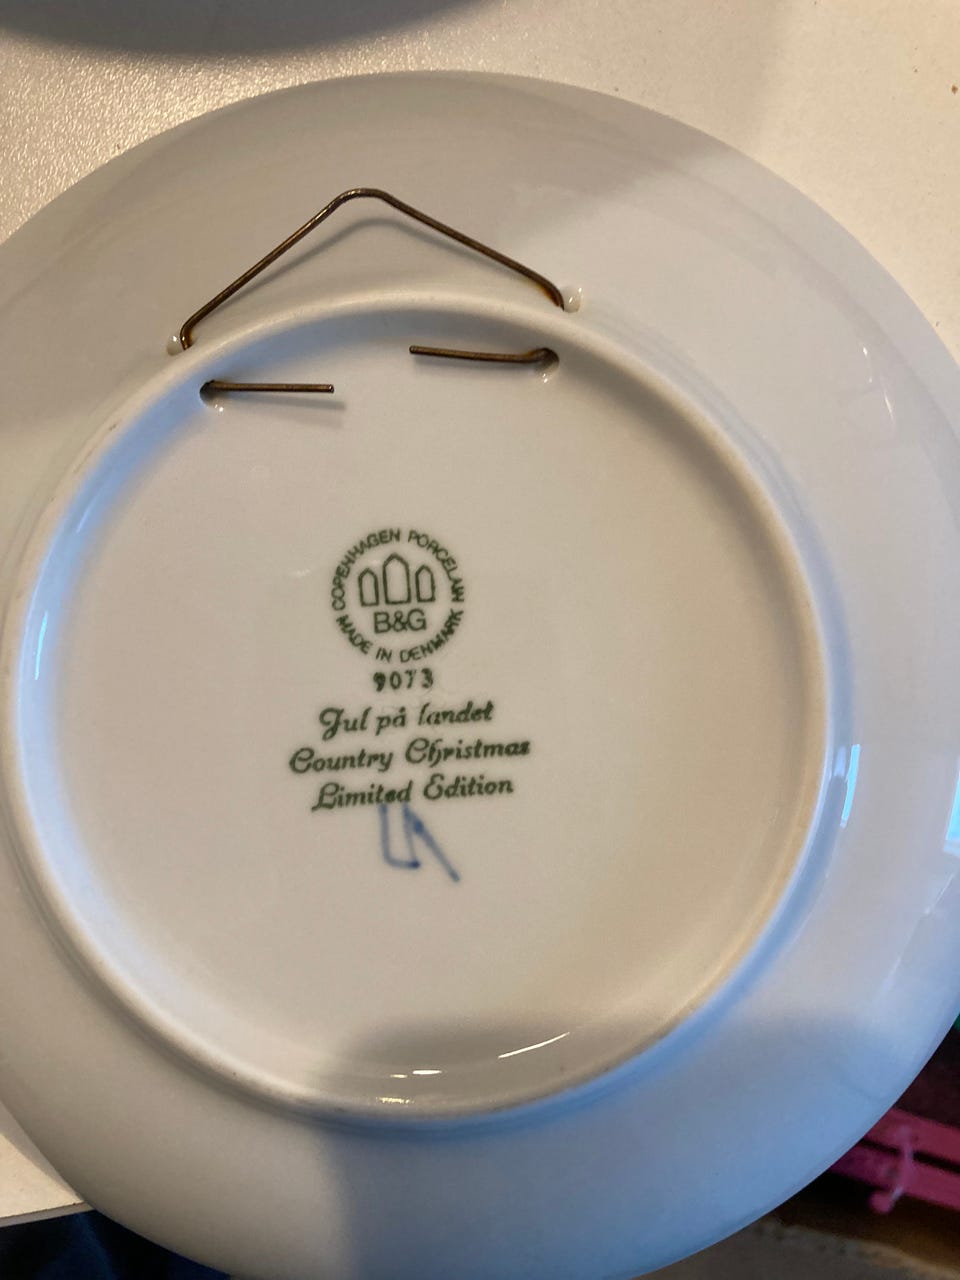 COPENHAGEN PORCELAIN
B&G
MADE IN DENMARK
9073
Jul på landet
Country Christmas
Limited Edition